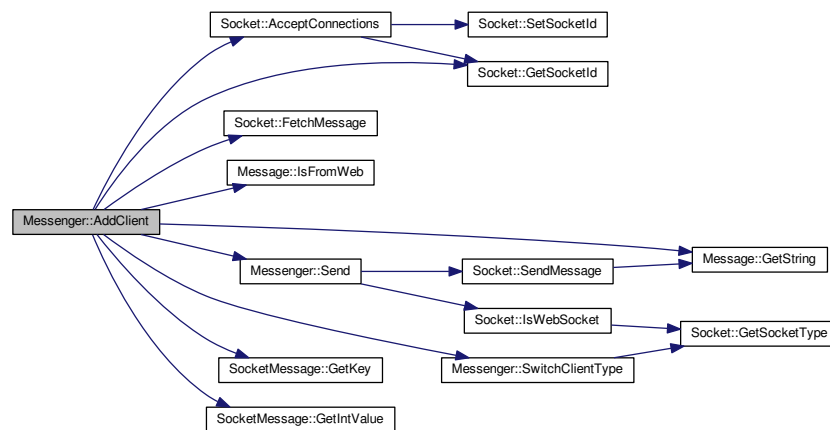 Socket::AcceptConnections
Socket::SetSocketId
Socket::GetSocketId
Socket::FetchMessage
Message::IsFromWeb
Messenger::AddClient
Message::GetString
Messenger::Send
Socket::SendMessage
Socket::IsWebSocket
Socket::GetSocketType
SocketMessage::GetKey
Messenger::SwitchClientType
SocketMessage::GetIntValue